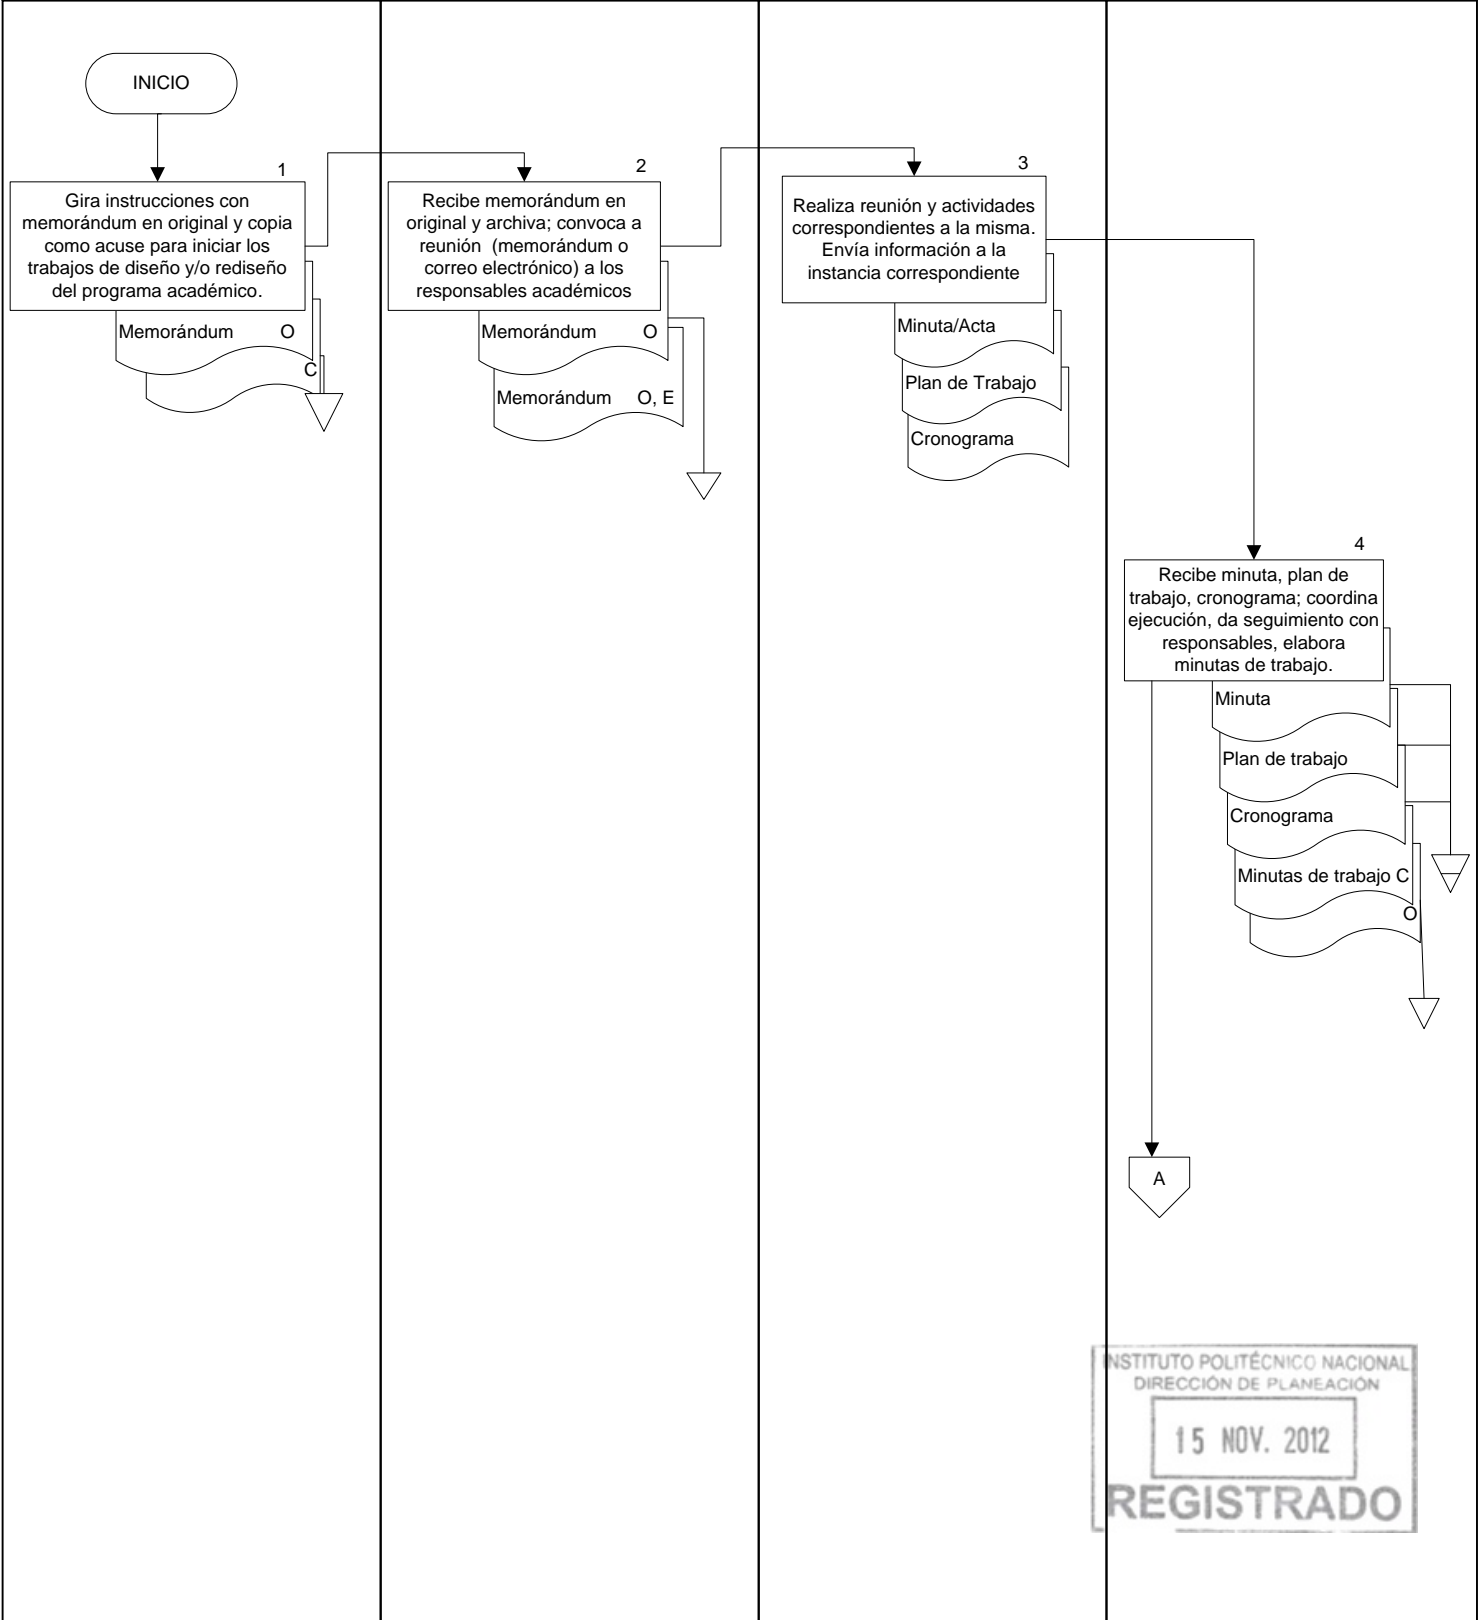 INICIO
1
Gira instrucciones con
memorándum en original y copia
como acuse para iniciar los
trabajos de diseño y/o rediseño
del programa académico.
Memorándum O
C
2
Recibe memorándum en
original y archiva; convoca a
reunión (memorándum o
correo electrónico) a los
responsables académicos
Memorándum O
Memorándum O, E
3
Realiza reunión y actividades
correspondientes a la misma.
Envía información a la
instancia correspondiente
Minuta/Acta
Plan de Trabajo
Cronograma
4
Recibe minuta, plan de
trabajo, cronograma; coordina
ejecución, da seguimiento con
responsables, elabora
minutas de trabajo.
Minuta
Plan de trabajo
Cronograma
Minutas de trabajo C
O
A
INSTITUTO POLITÉCNICO NACIONAL
DIRECCIÓN DE PLANEACIÓN
15 NOV. 2012
REGISTRADO